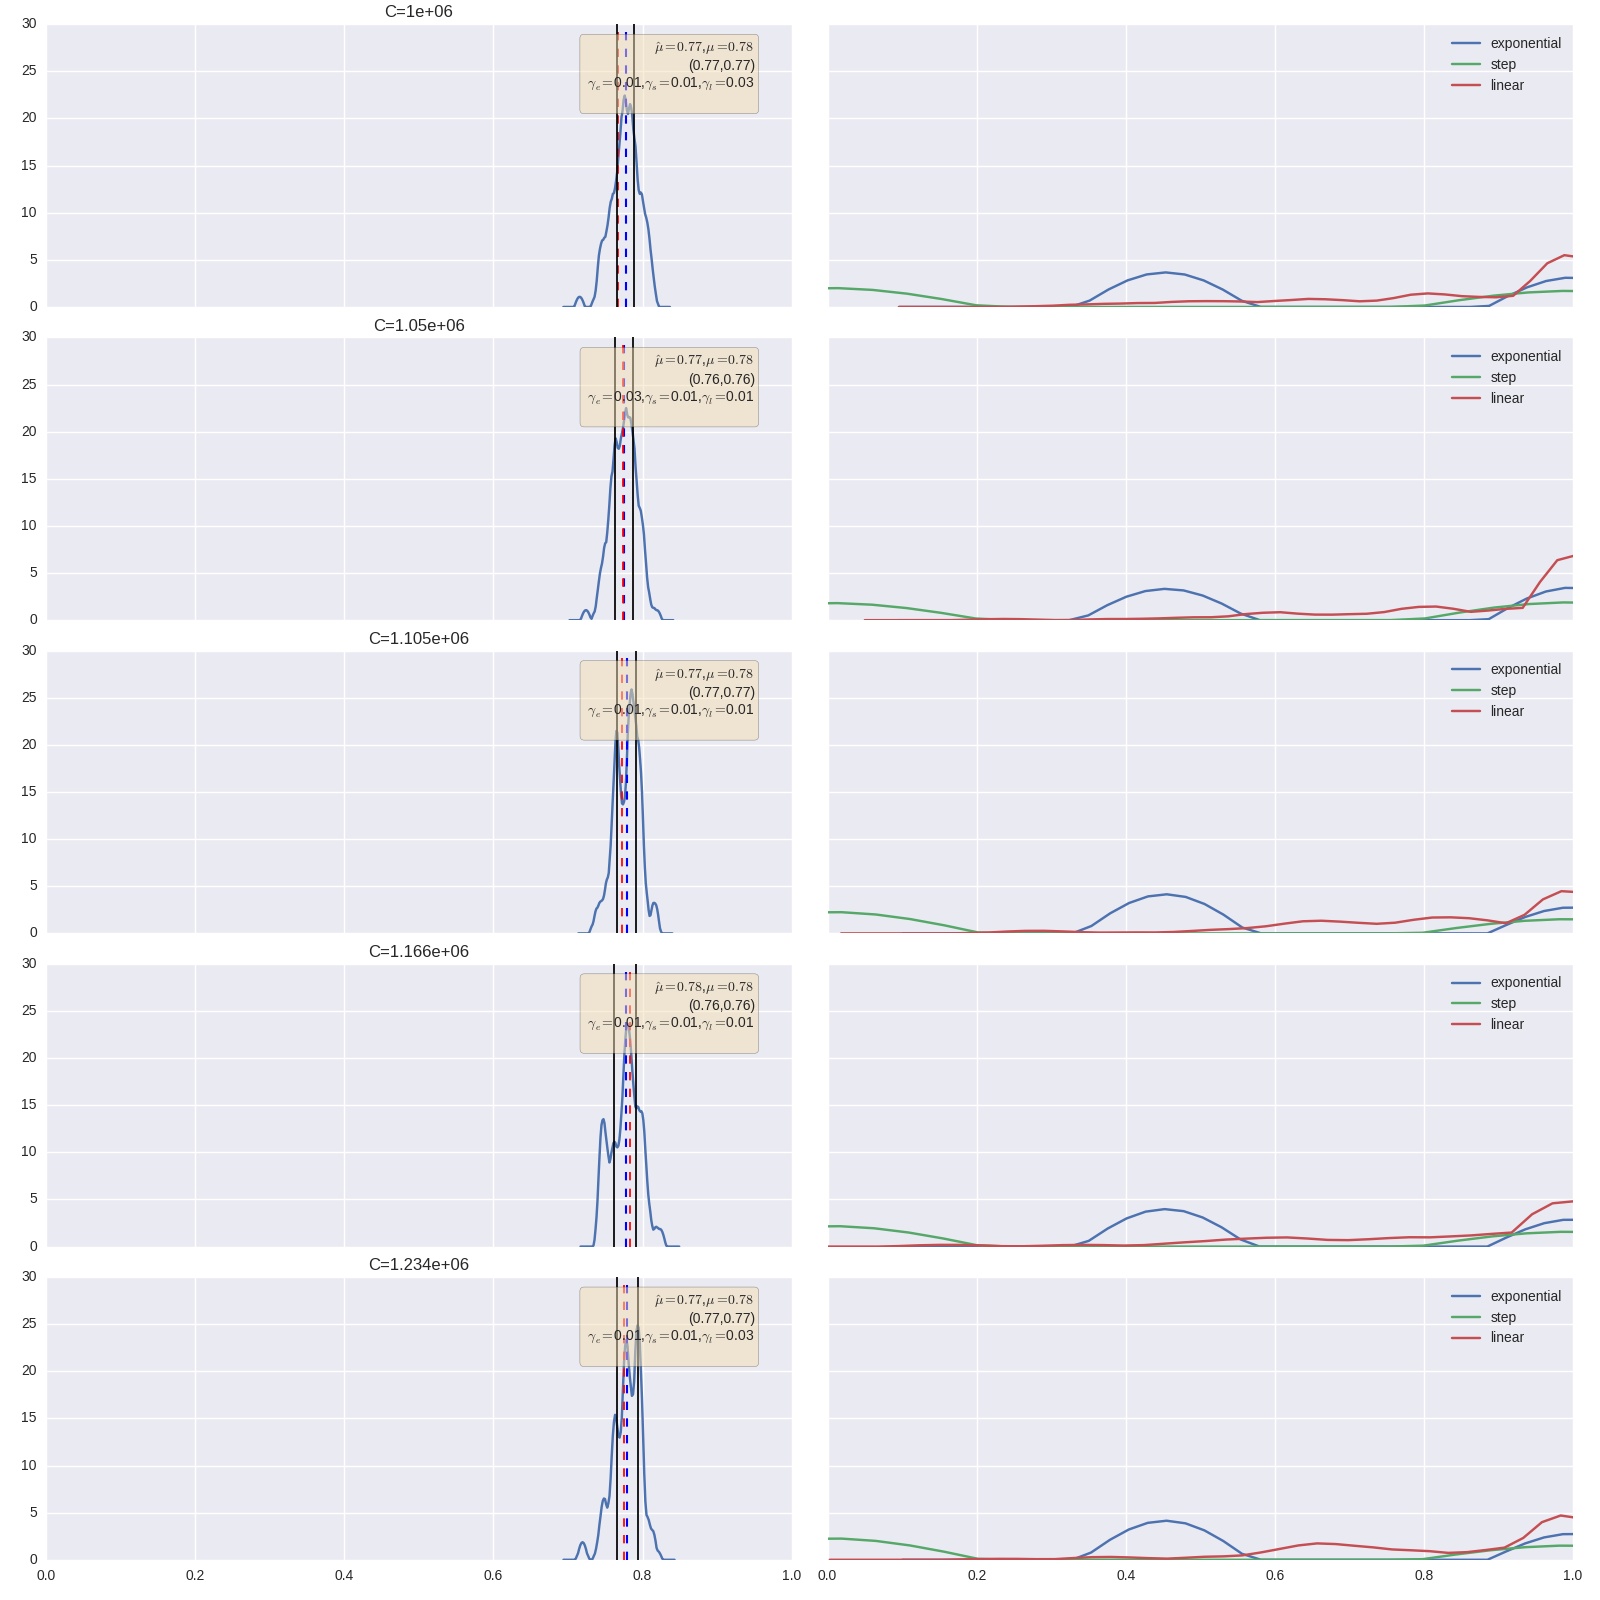 C=1e+06
30
25
20
15
10
5
0
μ̂=0.77,μ=0.78
(0.77,0.77)
γₑ=0.01,γₛ=0.01,γₗ=0.03
exponential
step
linear
C=1.05e+06
30
25
20
15
10
5
0
μ̂=0.77,μ=0.78
(0.76,0.76)
γₑ=0.03,γₛ=0.01,γₗ=0.01
exponential
step
linear
C=1.105e+06
30
25
20
15
10
5
0
μ̂=0.77,μ=0.78
(0.77,0.77)
γₑ=0.01,γₛ=0.01,γₗ=0.01
exponential
step
linear
C=1.166e+06
30
25
20
15
10
5
0
μ̂=0.78,μ=0.78
(0.76,0.76)
γₑ=0.01,γₛ=0.01,γₗ=0.01
exponential
step
linear
C=1.234e+06
30
25
20
15
10
5
0
μ̂=0.77,μ=0.78
(0.77,0.77)
γₑ=0.01,γₛ=0.01,γₗ=0.03
exponential
step
linear
0.0 0.2 0.4 0.6 0.8 1.0
0.0 0.2 0.4 0.6 0.8 1.0